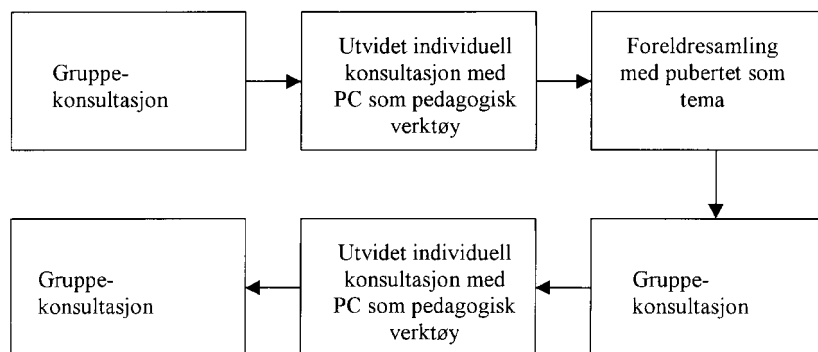 Gruppe-
konsultasjon
Utvidet individuell
konsultasjon med
PC som pedagogisk
verktøy
Foreldresamling
med pubertet som
tema
Gruppe-
konsultasjon
Utvidet individuell
konsultasjon med
PC som pedagogisk
verktøy
Gruppe-
konsultasjon